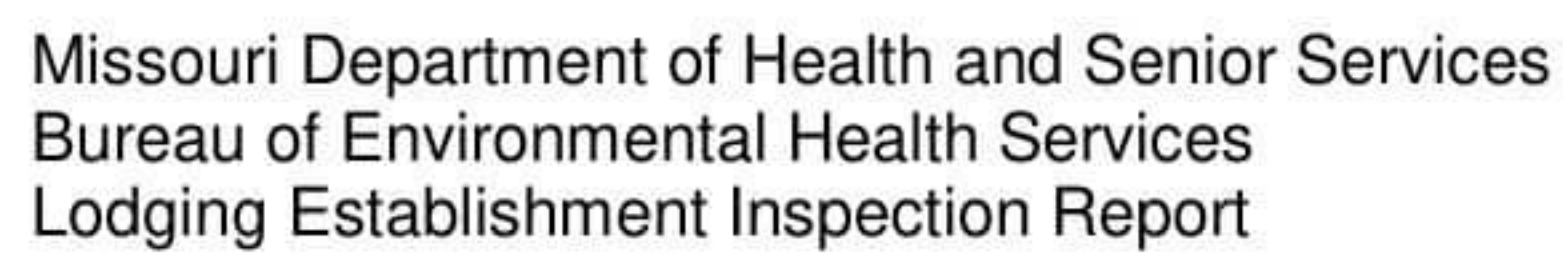 Missouri Department of Health and Senior Services
Bureau of Environmental Health Services
Lodging Establishment Inspection Report